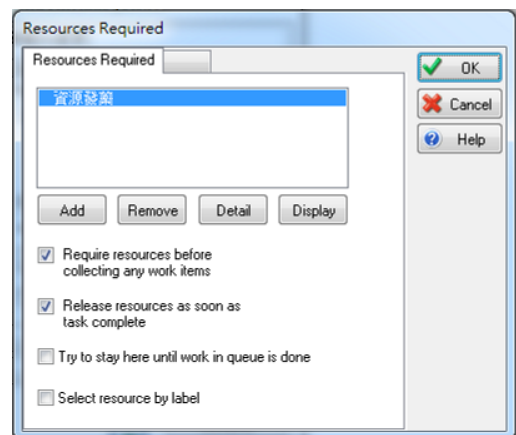 Resources Required
Resources Required
OK
資源發藥
Cancel
Help
Add Remove Detail Display
Require resources before
collecting any work items
Release resources as soon as
task complete
Try to stay here until work in queue is done
Select resource by label